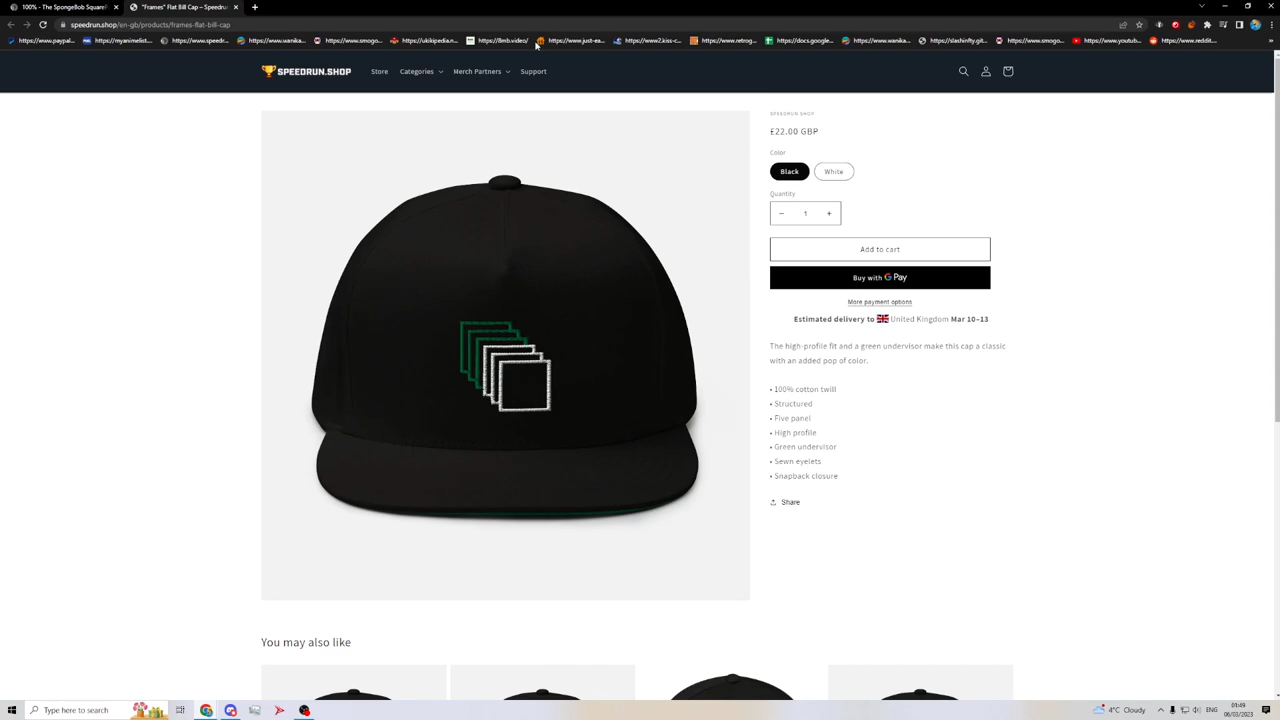 100% - The SpongeBob SquareP
"Frames" Flat Bill Cap – Speedrun
speedrun.shop/en-gb/products/frames-flat-bill-cap
https://www.paypal...
https://myanimelist...
https://www.speedr...
https://www.wanika...
https://www.smogo...
https://ukikipedia.n...
https://llmb.video/
https://www.just-ea...
https://www2.kiss-c...
https://www.retrog...
https://docs.google...
https://www.wanika...
https://slashinfty.git...
https://www.smogo...
https://www.youtub...
https://www.reddit....
SPEEDRUN.SHOP
Store
Categories
Merch Partners
Support
SPEEDRUN SHOP
£22.00 GBP
Color
Black
White
Quantity
1
Add to cart
Buy with G Pay
More payment options
Estimated delivery to United Kingdom Mar 10–13
The high-profile fit and a green undervisor make this cap a classic
with an added pop of color.
• 100% cotton twill
• Structured
• Five panel
• High profile
• Green undervisor
• Sewn eyelets
• Snapback closure
Share
You may also like
Type here to search
4°C Cloudy
ENG
01:49
06/03/2023